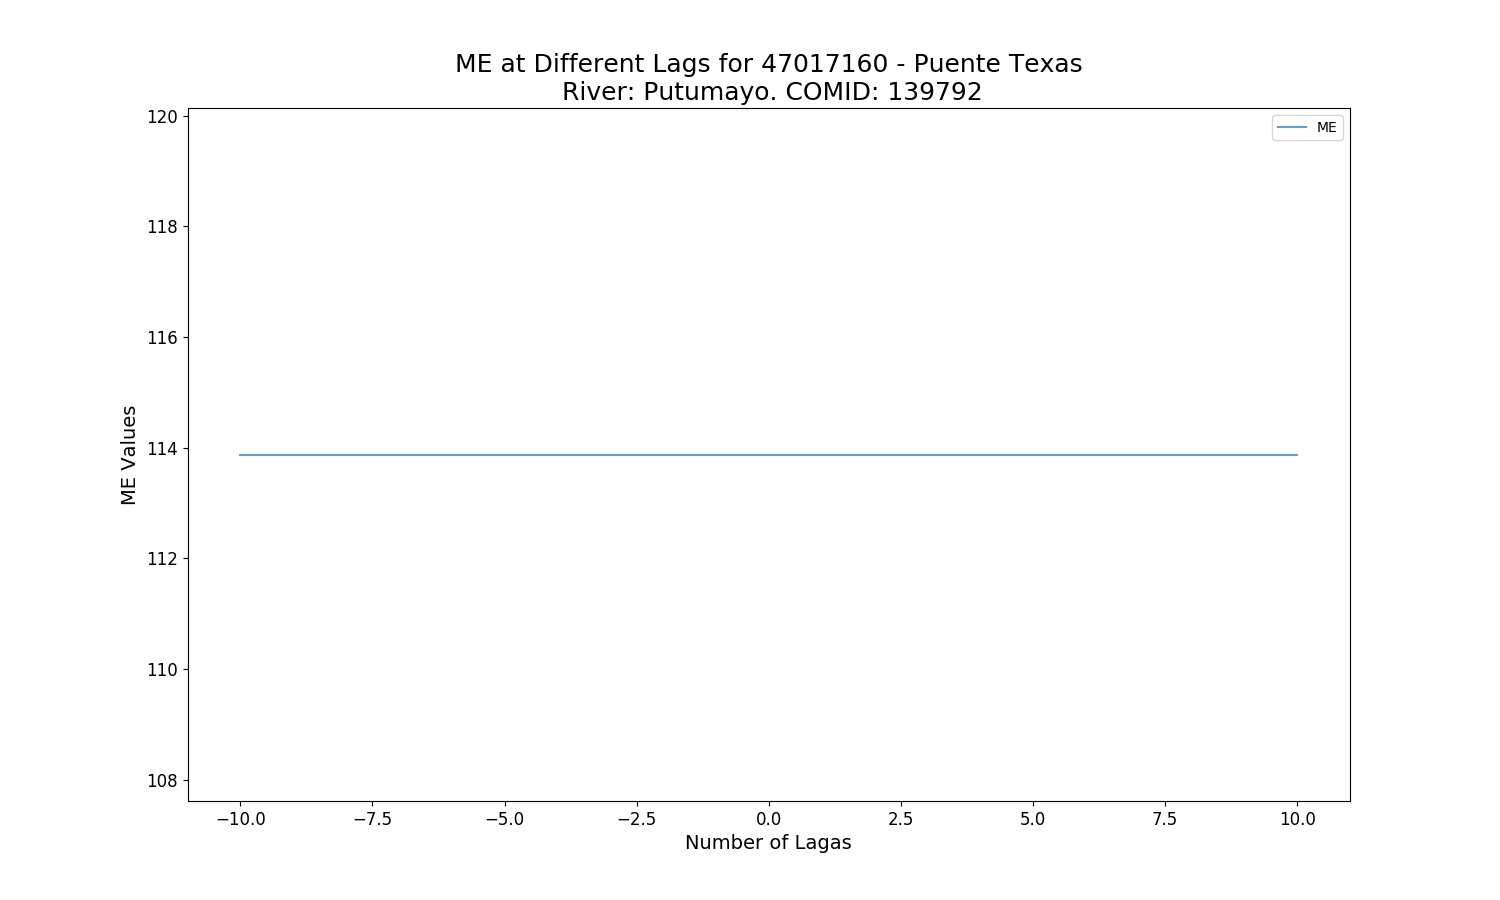 ME at Different Lags for 47017160 - Puente Texas
River: Putumayo. COMID: 139792
ME
120
118
116
114
112
110
108
ME Values
−10.0 −7.5 −5.0 −2.5 0.0 2.5 5.0 7.5 10.0
Number of Lagas